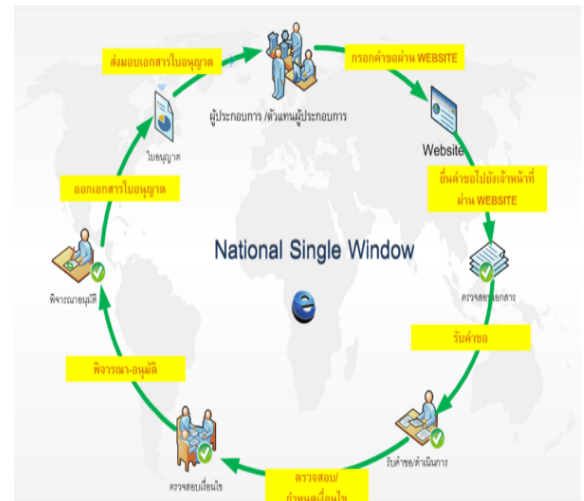 ส่งมอบเอกสารใบอนุญาต
กรอกคำขอผ่าน WEBSITE
ผู้ประกอบการ /ตัวแทนผู้ประกอบการ
Website
ใบอนุญาต
ยื่นคำขอไปยังเจ้าหน้าที่
ผ่าน WEBSITE
ออกเอกสารใบอนุญาต
National Single Window
พิจารณาอนุมัติ
ตรวจสอบเอกสาร
รับคำขอ
พิจารณา-อนุมัติ
รับคำขอ/ดำเนินการ
ตรวจสอบเงื่อนไข
ตรวจสอบ/
กำหนดเงื่อนไข